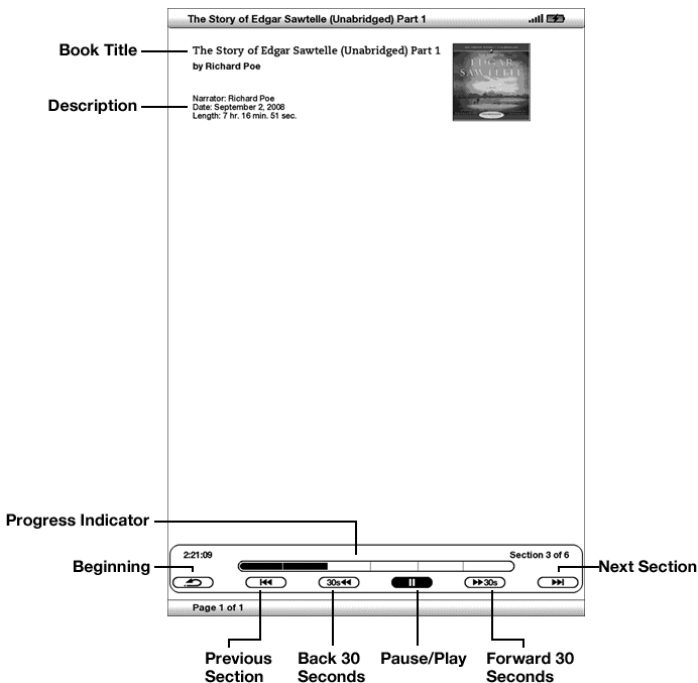 The Story of Edgar Sawtelle (Unabridged) Part 1
Book Title
The Story of Edgar Sawtelle (Unabridged) Part 1
by Richard Poe
EDGAR
SAWTELLE
Description
Narrator: Richard Poe
Date: September 2, 2008
Length: 7 hr. 16 min. 51 sec.
Progress Indicator
2:21:09
Section 3 of 6
Beginning
Next Section
30s
30s
Page 1 of 1
Previous
Section
Back 30
Seconds
Pause/Play
Forward 30
Seconds